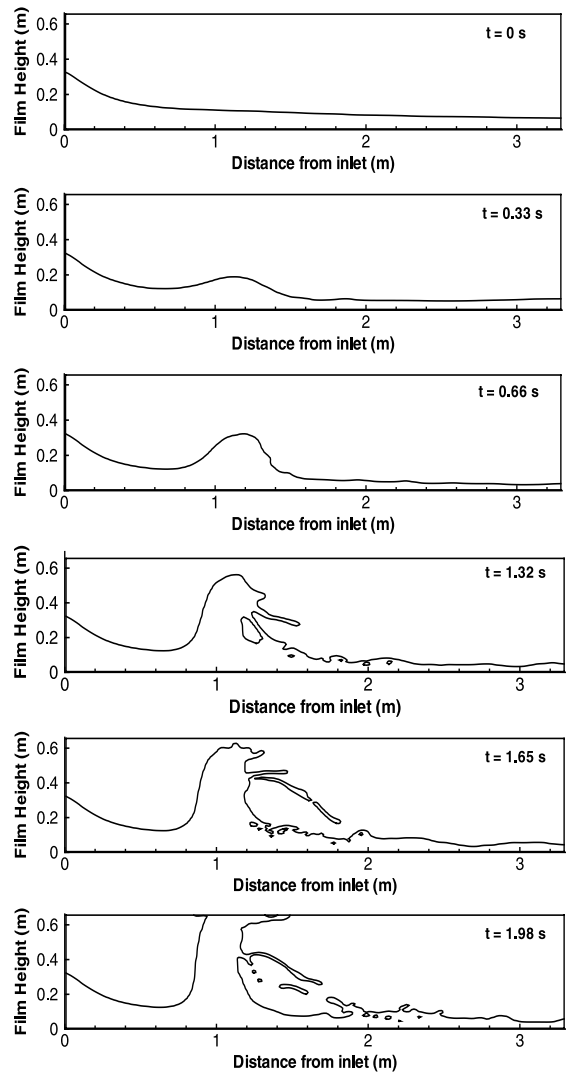 Film Height (m)
0.6
0.4
0.2
0
t = 0 s
0 1 2 3
Distance from inlet (m)
Film Height (m)
0.6
0.4
0.2
0
t = 0.33 s
0 1 2 3
Distance from inlet (m)
Film Height (m)
0.6
0.4
0.2
0
t = 0.66 s
0 1 2 3
Distance from inlet (m)
Film Height (m)
0.6
0.4
0.2
0
t = 1.32 s
0 1 2 3
Distance from inlet (m)
Film Height (m)
0.6
0.4
0.2
0
t = 1.65 s
0 1 2 3
Distance from inlet (m)
Film Height (m)
0.6
0.4
0.2
0
t = 1.98 s
0 1 2 3
Distance from inlet (m)